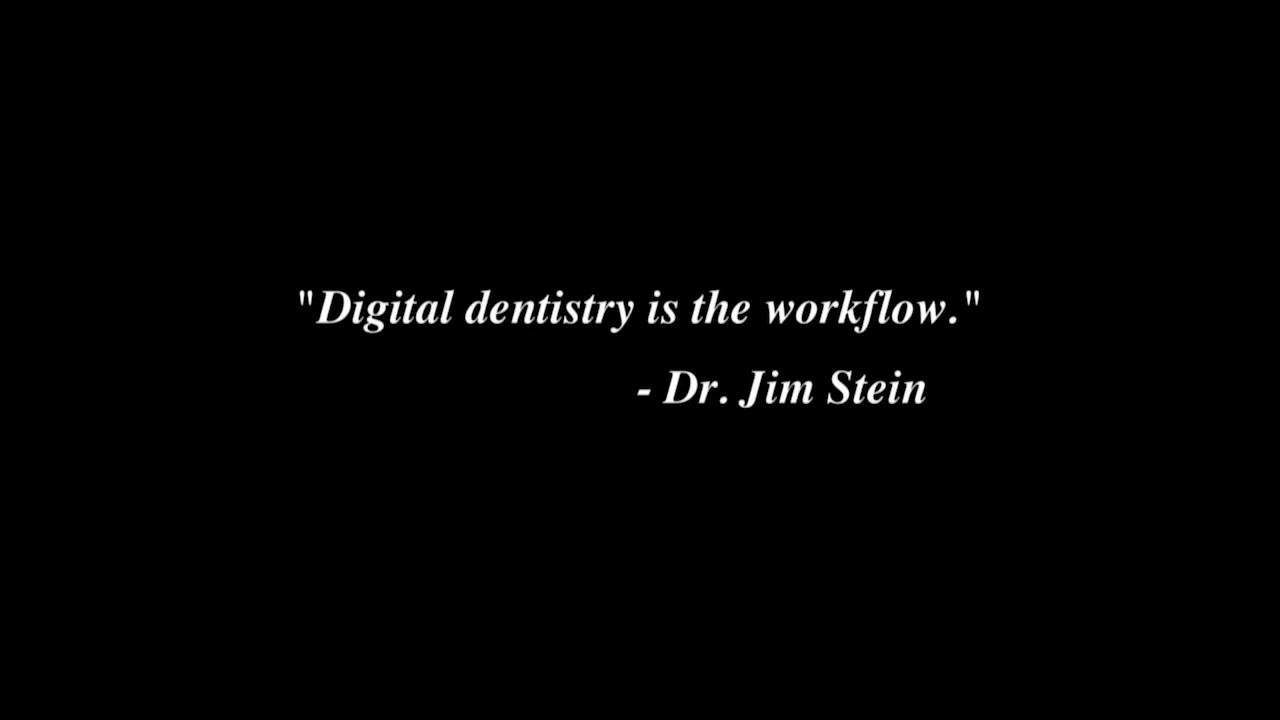 "Digital dentistry is the workflow."
- Dr. Jim Stein